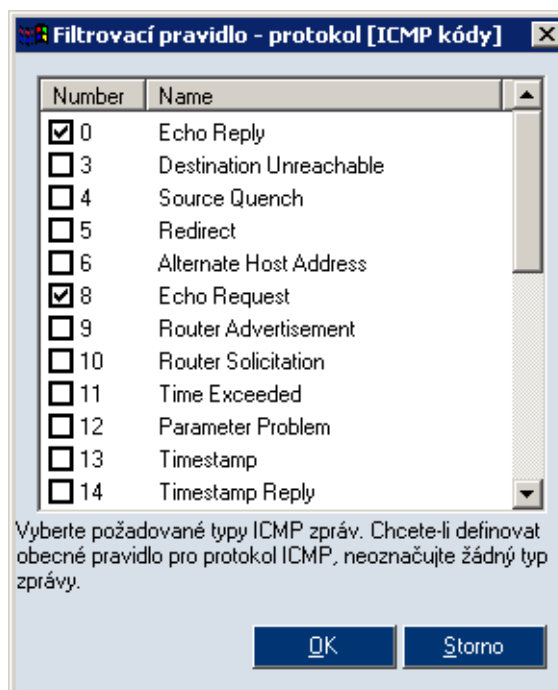 Filtrovací pravidlo - protokol [ICMP kódy]
Number Name
0 Echo Reply
3 Destination Unreachable
4 Source Quench
5 Redirect
6 Alternate Host Address
8 Echo Request
9 Router Advertisement
10 Router Solicitation
11 Time Exceeded
12 Parameter Problem
13 Timestamp
14 Timestamp Reply
Vyberte požadované typy ICMP zpráv. Chcete-li definovat
obecné pravidlo pro protokol ICMP, neoznačujte žádný typ
zprávy.
OK Storno